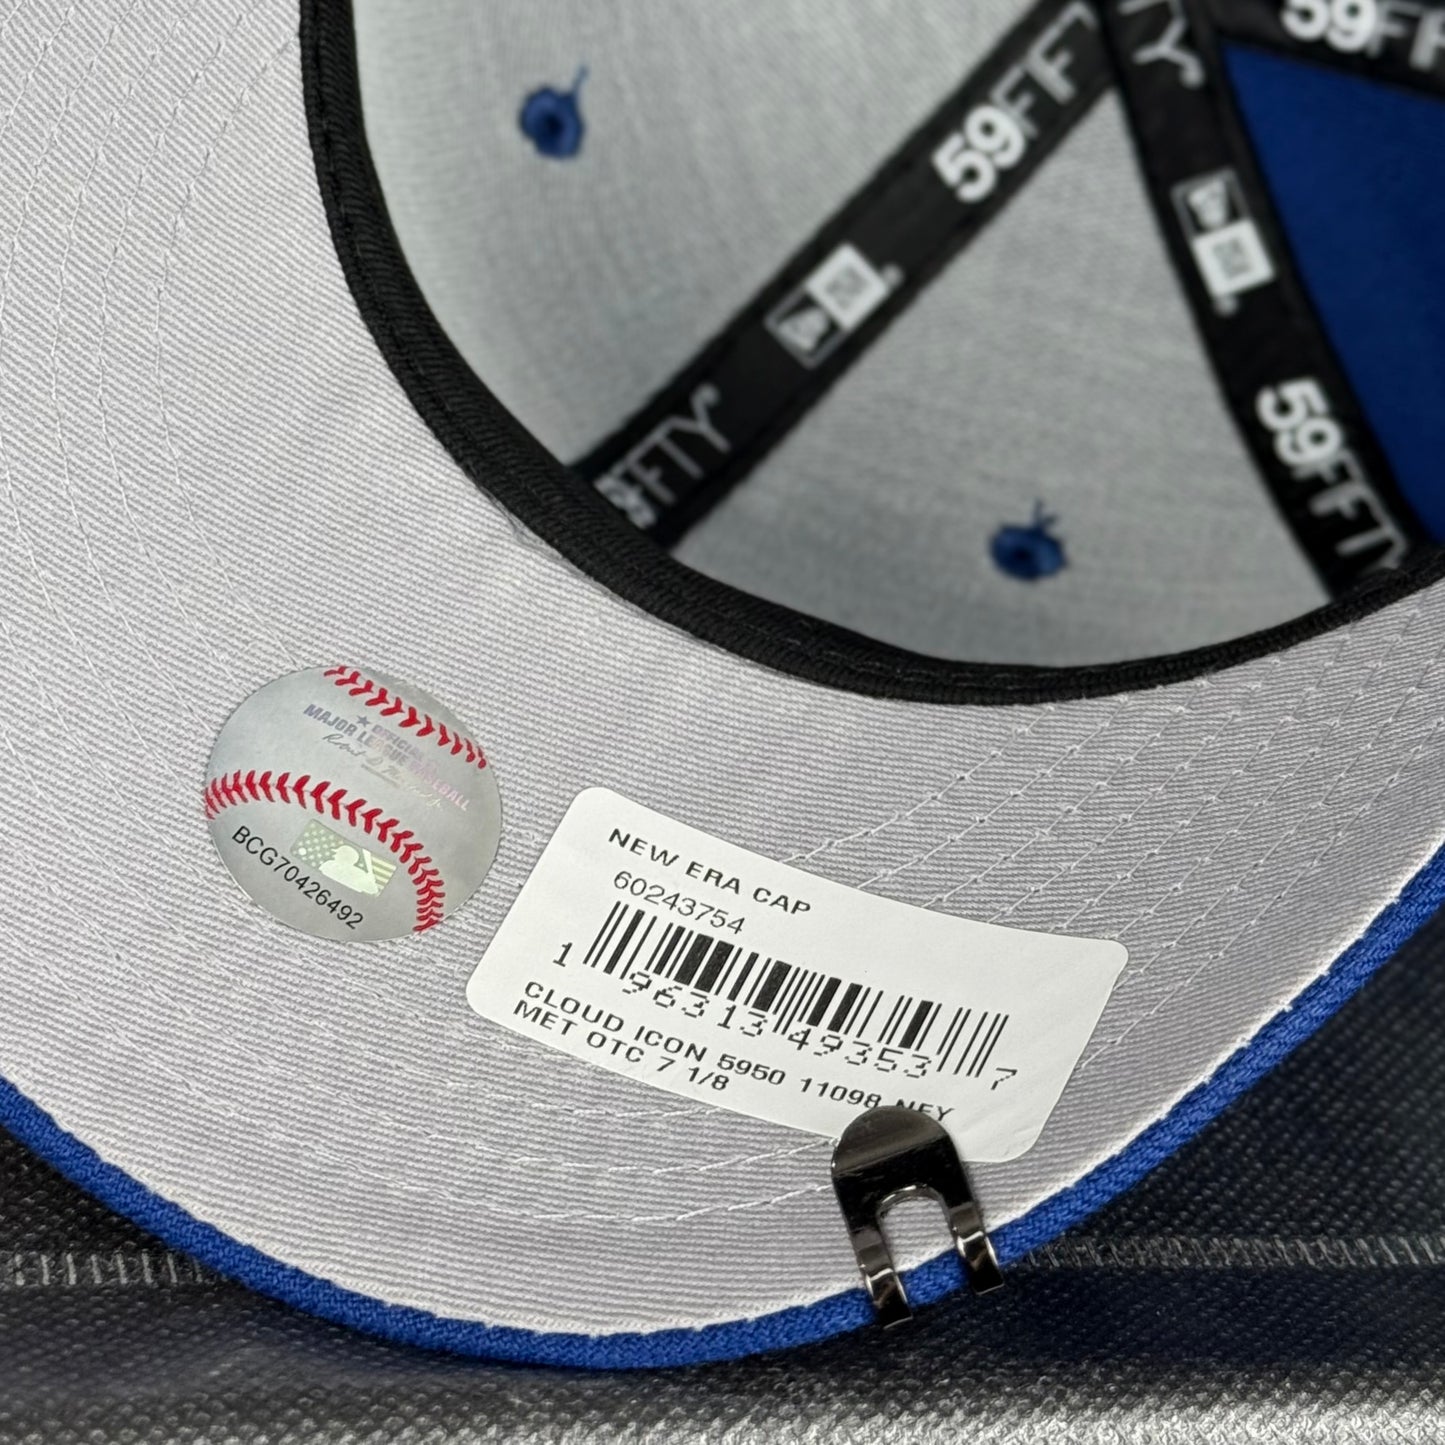 59FIFTY
59FIFTY
59FIFTY
59FIFTY
OFFICIAL
MAJOR LEAGUE BASEBALL
BCG70426492
NEW ERA CAP
60243754
1 96313 49353 7
CLOUD ICON 5950 11098 NEY
MET OTC 7 1/8